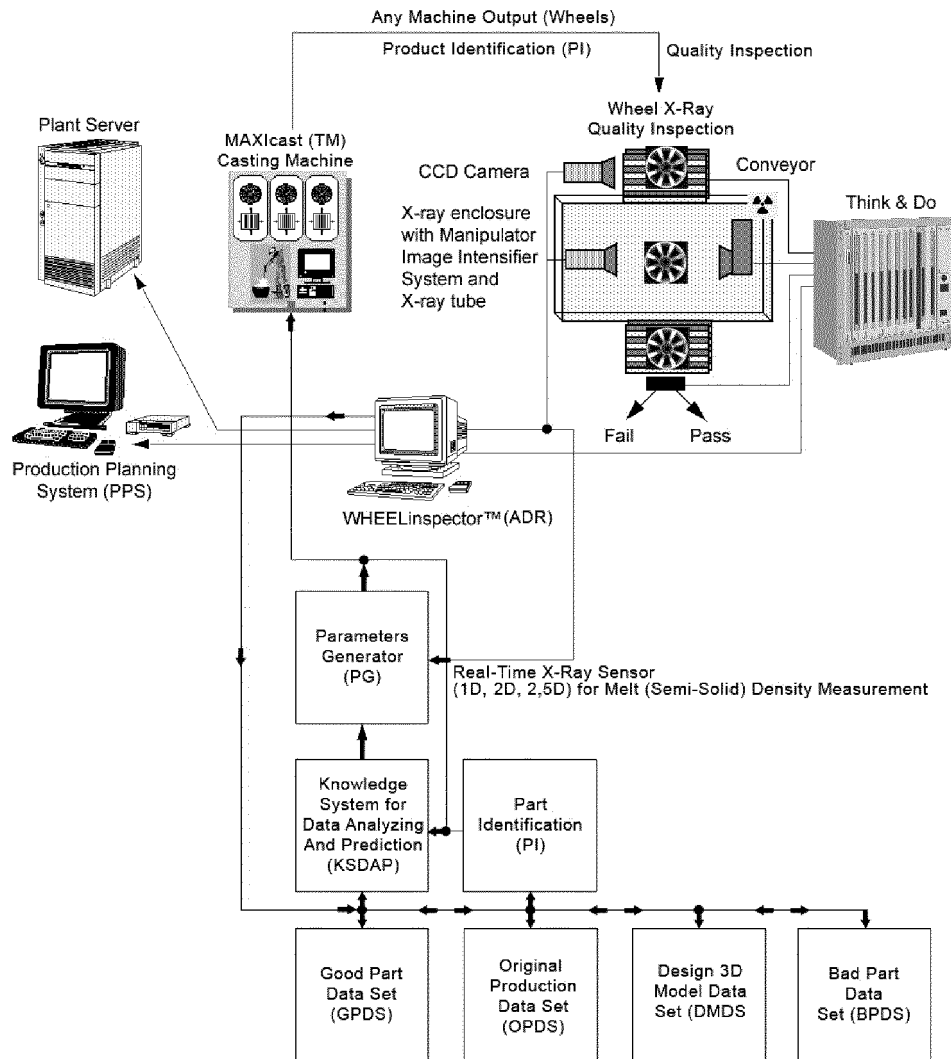 Any Machine Output (Wheels)
Product Identification (PI)
Quality Inspection
Plant Server
MAXIcast (TM)
Casting Machine
Wheel X-Ray
Quality Inspection
CCD Camera
Conveyor
X-ray enclosure
with Manipulator
Image Intensifier
System and
X-ray tube
Think & Do
Fail
Pass
Production Planning
System (PPS)
WHEELinspector™(ADR)
Parameters
Generator
(PG)
Real-Time X-Ray Sensor
(1D, 2D, 2,5D) for Melt (Semi-Solid) Density Measurement
Knowledge
System for
Data Analyzing
And Prediction
(KSDAP)
Part
Identification
(PI)
Good Part
Data Set
(GPDS)
Original
Production
Data Set
(OPDS)
Design 3D
Model Data
Set (DMDS
Bad Part
Data
Set (BPDS)